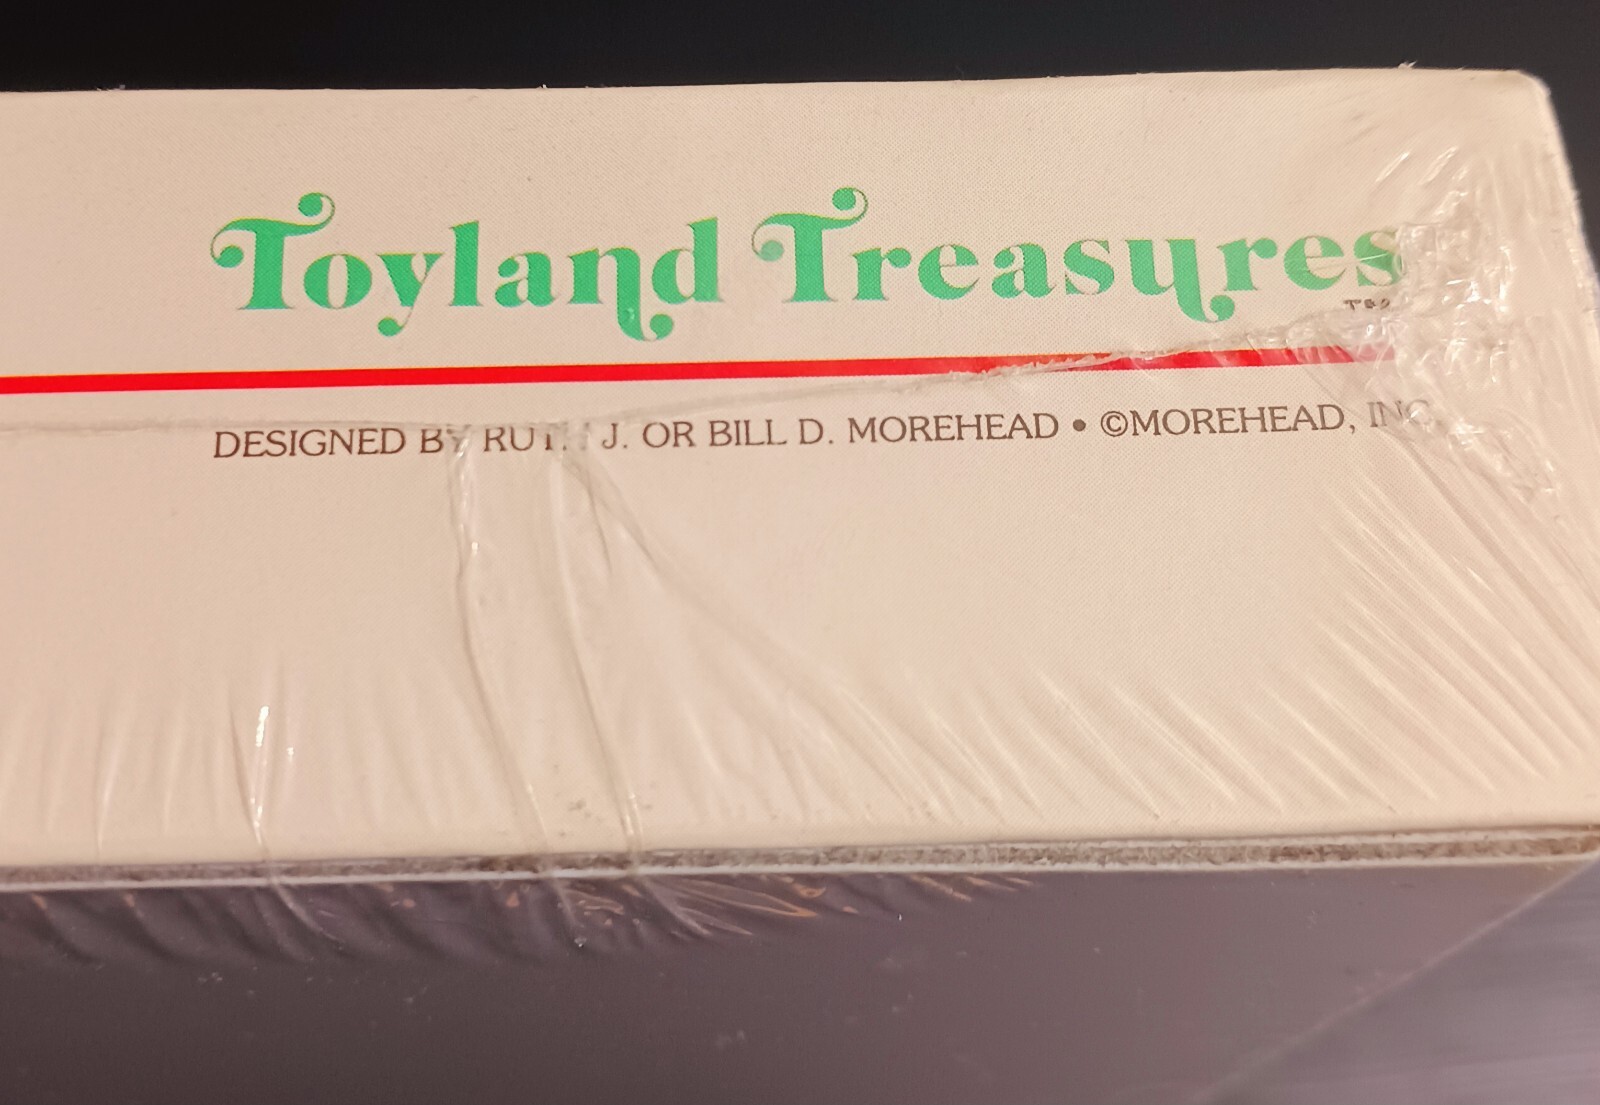 Toyland Treasures
DESIGNED BY RUTH J. OR BILL D. MOREHEAD • ©MOREHEAD, INC.